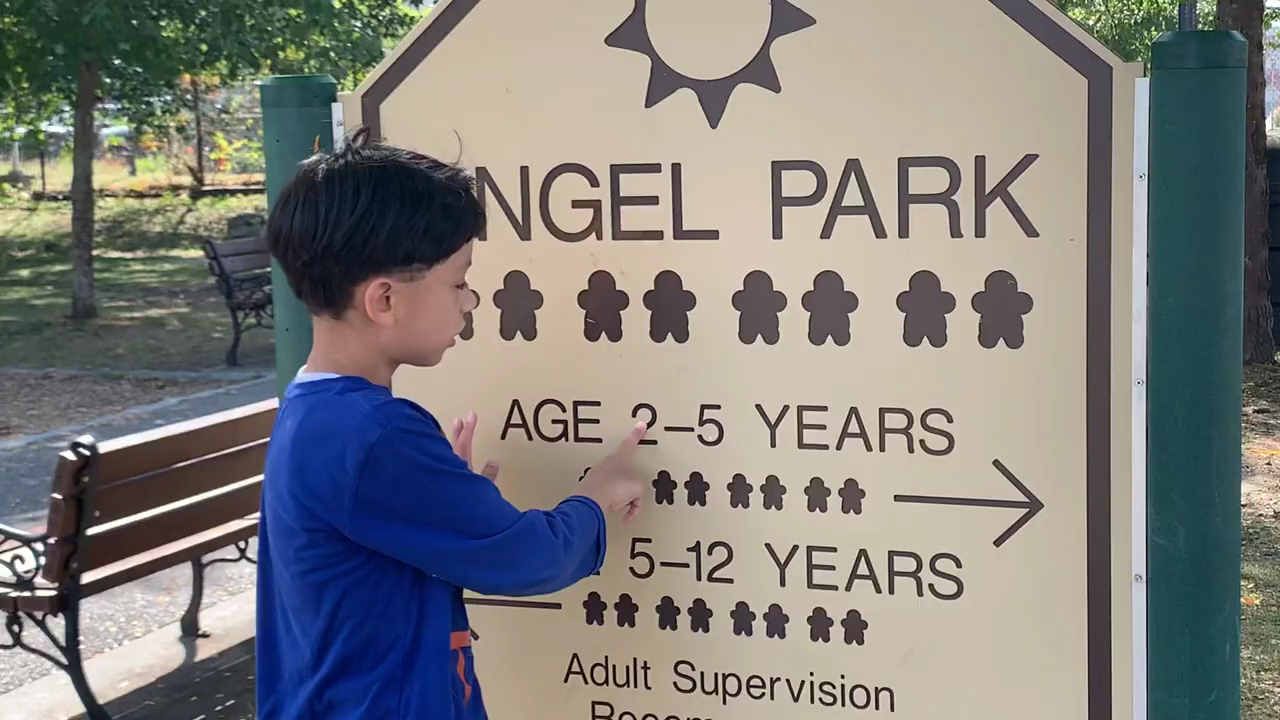 NGEL PARK
AGE 2–5 YEARS
5–12 YEARS
Adult Supervision